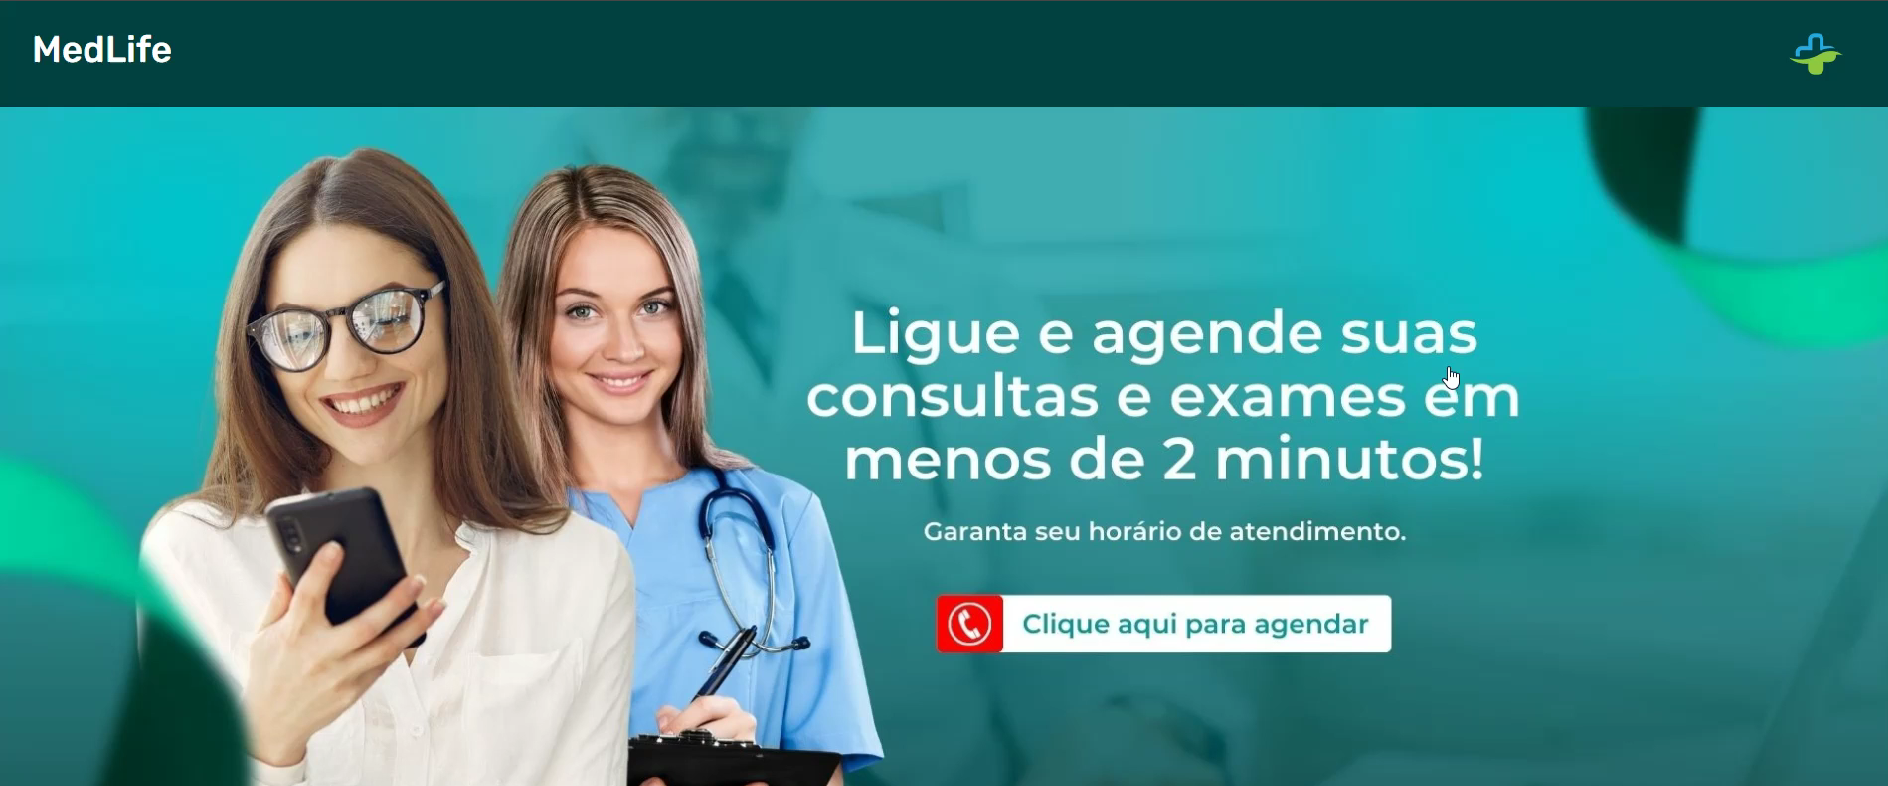 MedLife
Ligue e agende suas
consultas e exames em
menos de 2 minutos!
Garanta seu horário de atendimento.
Clique aqui para agendar